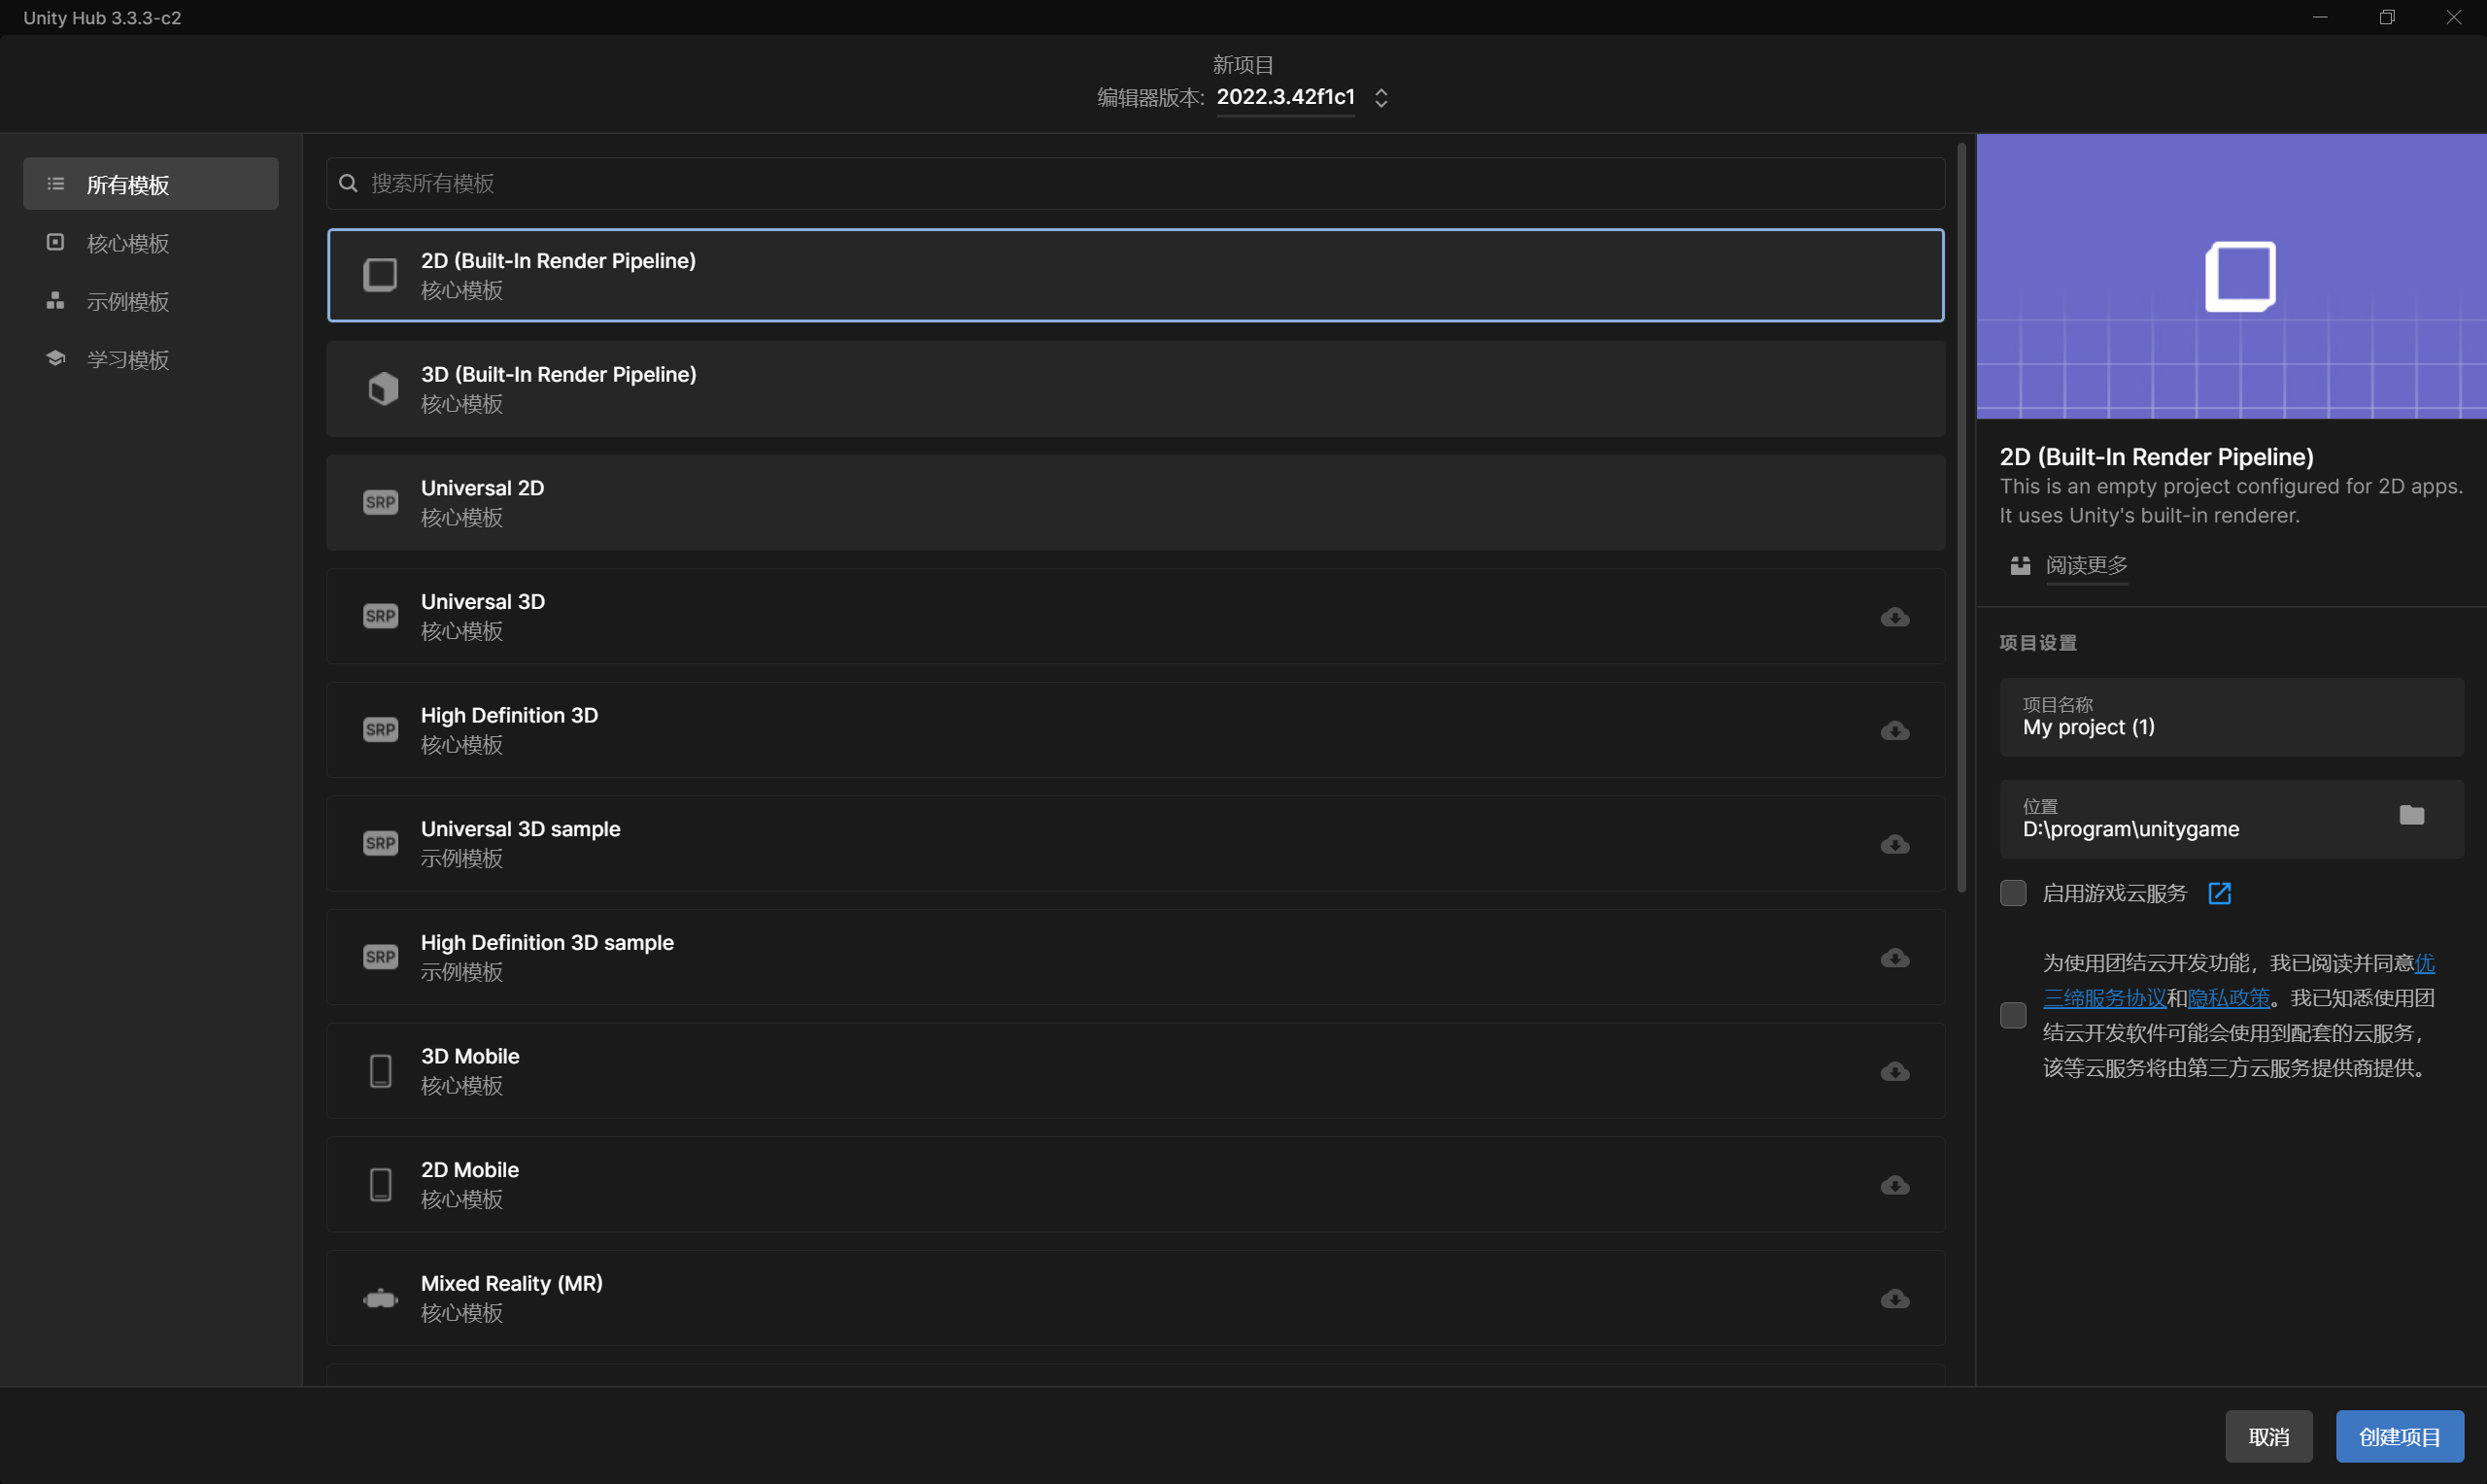 Unity Hub 3.3.3-c2
新项目
编辑器版本: 2022.3.42f1c1
所有模板
核心模板
示例模板
学习模板
搜索所有模板
2D (Built-In Render Pipeline)
核心模板
3D (Built-In Render Pipeline)
核心模板
SRP
Universal 2D
核心模板
SRP
Universal 3D
核心模板
SRP
High Definition 3D
核心模板
SRP
Universal 3D sample
示例模板
SRP
High Definition 3D sample
示例模板
3D Mobile
核心模板
2D Mobile
核心模板
Mixed Reality (MR)
核心模板
2D (Built-In Render Pipeline)
This is an empty project configured for 2D apps.
It uses Unity's built-in renderer.
阅读更多
项目设置
项目名称
My project (1)
位置
D:\program\unitygame
启用游戏云服务
为使用团结云开发功能，我已阅读并同意优
三缔服务协议和隐私政策。我已知悉使用团
结云开发软件可能会使用到配套的云服务，
该等云服务将由第三方云服务提供商提供。
取消
创建项目